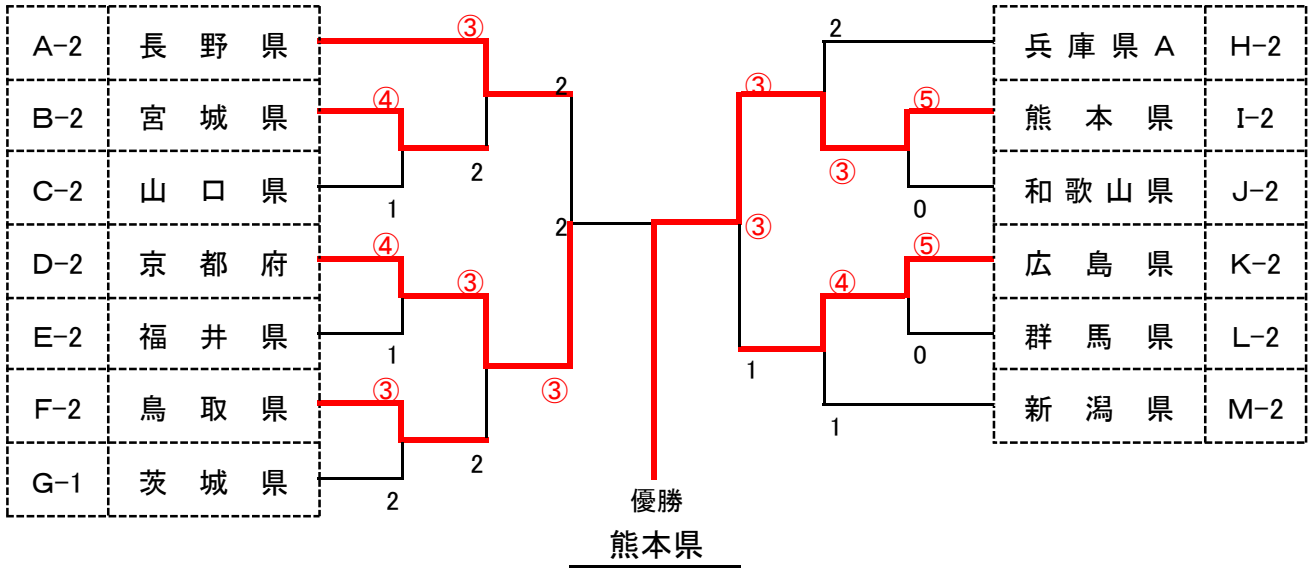 ③ 2
A-2 長野県 兵庫県A H-2
2 ③
④ ⑤
B-2 宮城県 熊本県 I-2
2 ③
C-2 山口県 和歌山県 J-2
1 0
2 ③
④ ⑤
D-2 京都府 広島県 K-2
③ ④
E-2 福井県 群馬県 L-2
1 0
③ ③ 1
F-2 鳥取県 新潟県 M-2
1
2
G-1 茨城県
2
優勝
熊本県